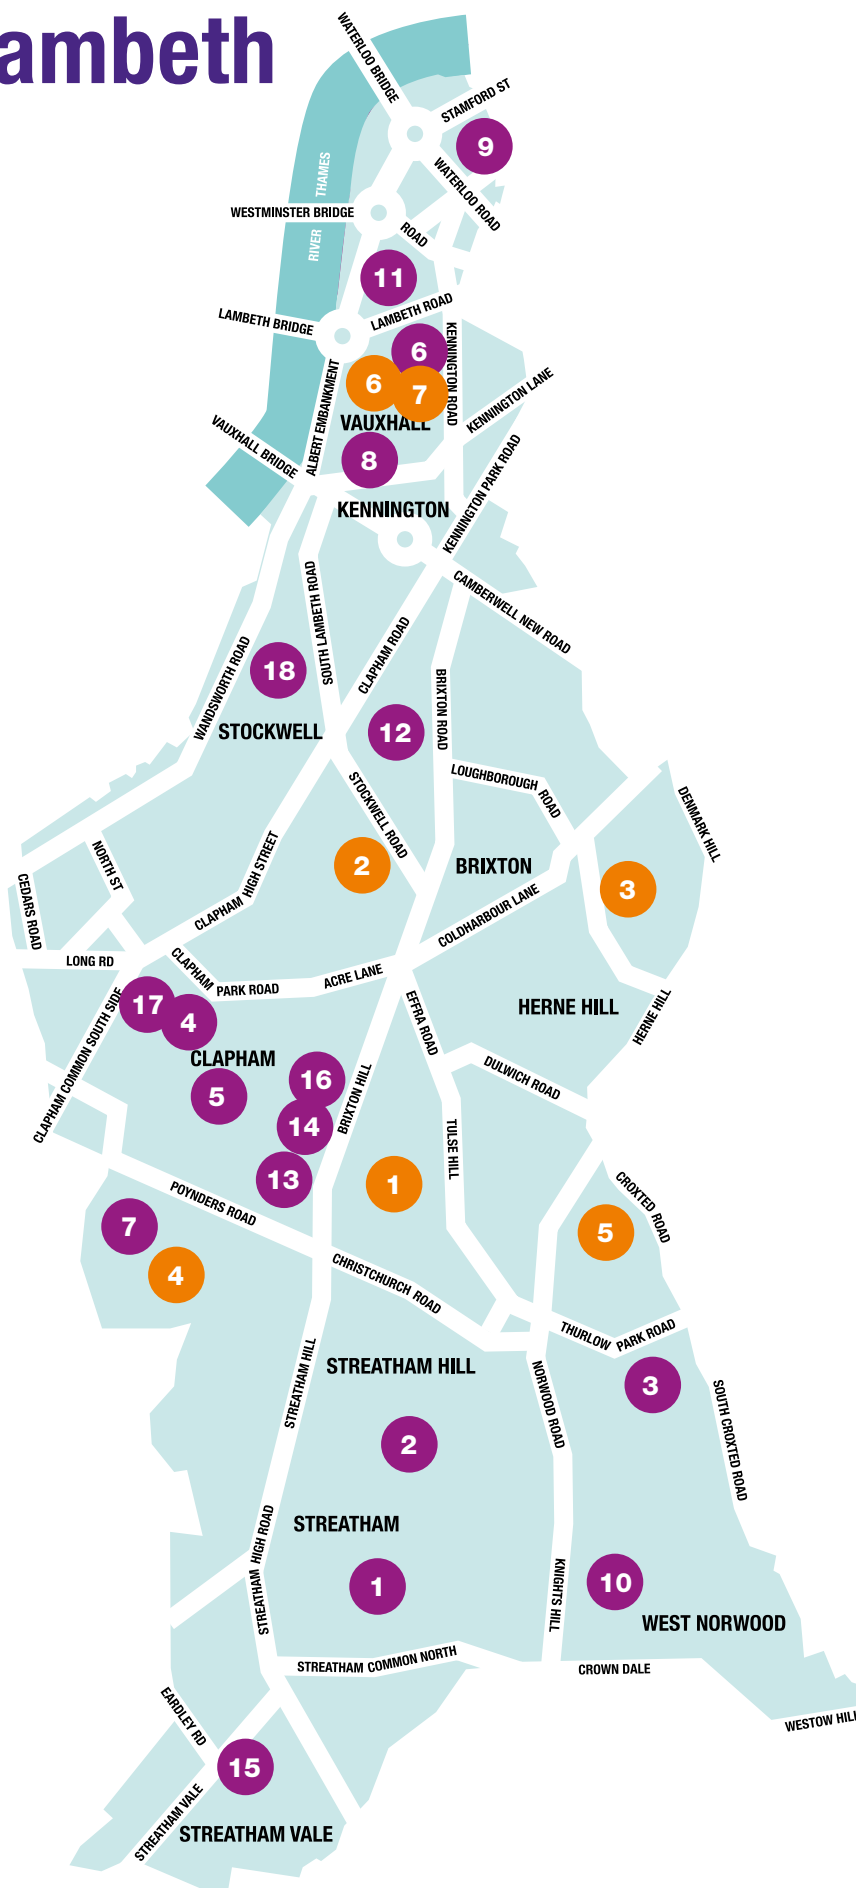 ambeth
WATERLOO BRIDGE
STAMFORD ST
9
RIVER THAMES
WATERLOO ROAD
WESTMINSTER BRIDGE
ROAD
11
LAMBETH BRIDGE
LAMBETH ROAD
6
KENNINGTON ROAD
6
7
ALBERT EMBANKMENT
KENNINGTON LANE
VAUXHALL
VAUXHALL BRIDGE
8
KENNINGTON PARK ROAD
KENNINGTON
CAMBERWELL NEW ROAD
SOUTH LAMBETH ROAD
CLAPHAM ROAD
WANDSWORTH ROAD
18
BRIXTON ROAD
STOCKWELL
12
LOUGHBOROUGH ROAD
STOCKWELL ROAD
DENMARK HILL
NORTH ST
CLAPHAM HIGH STREET
2
BRIXTON
3
CEDARS ROAD
COLDHARBOUR LANE
LONG RD
CLAPHAM PARK ROAD
ACRE LANE
17
4
EFFRA ROAD
HERNE HILL
HERNE HILL
CLAPHAM COMMON SOUTH SIDE
CLAPHAM
DULWICH ROAD
5
16
BRIXTON HILL
14
TULSE HILL
13
1
CROXTED ROAD
POYNDERS ROAD
7
5
4
CHRISTCHURCH ROAD
THURLOW PARK ROAD
STREATHAM HILL
STREATHAM HILL
NORWOOD ROAD
3
SOUTH CROXTED ROAD
2
STREATHAM
STREATHAM HIGH ROAD
1
KNIGHTS HILL
10
WEST NORWOOD
STREATHAM COMMON NORTH
CROWN DALE
EARDLEY RD
WESTOW HILL
15
STREATHAM VALE
STREATHAM VALE